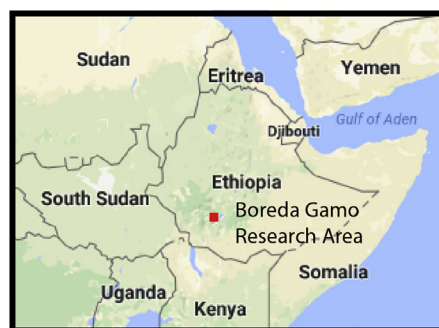 Sudan
Eritrea
Yemen
Gulf of Aden
Djibouti
Ethiopia
South Sudan
Boreda Gamo
Research Area
Somalia
Uganda
Kenya